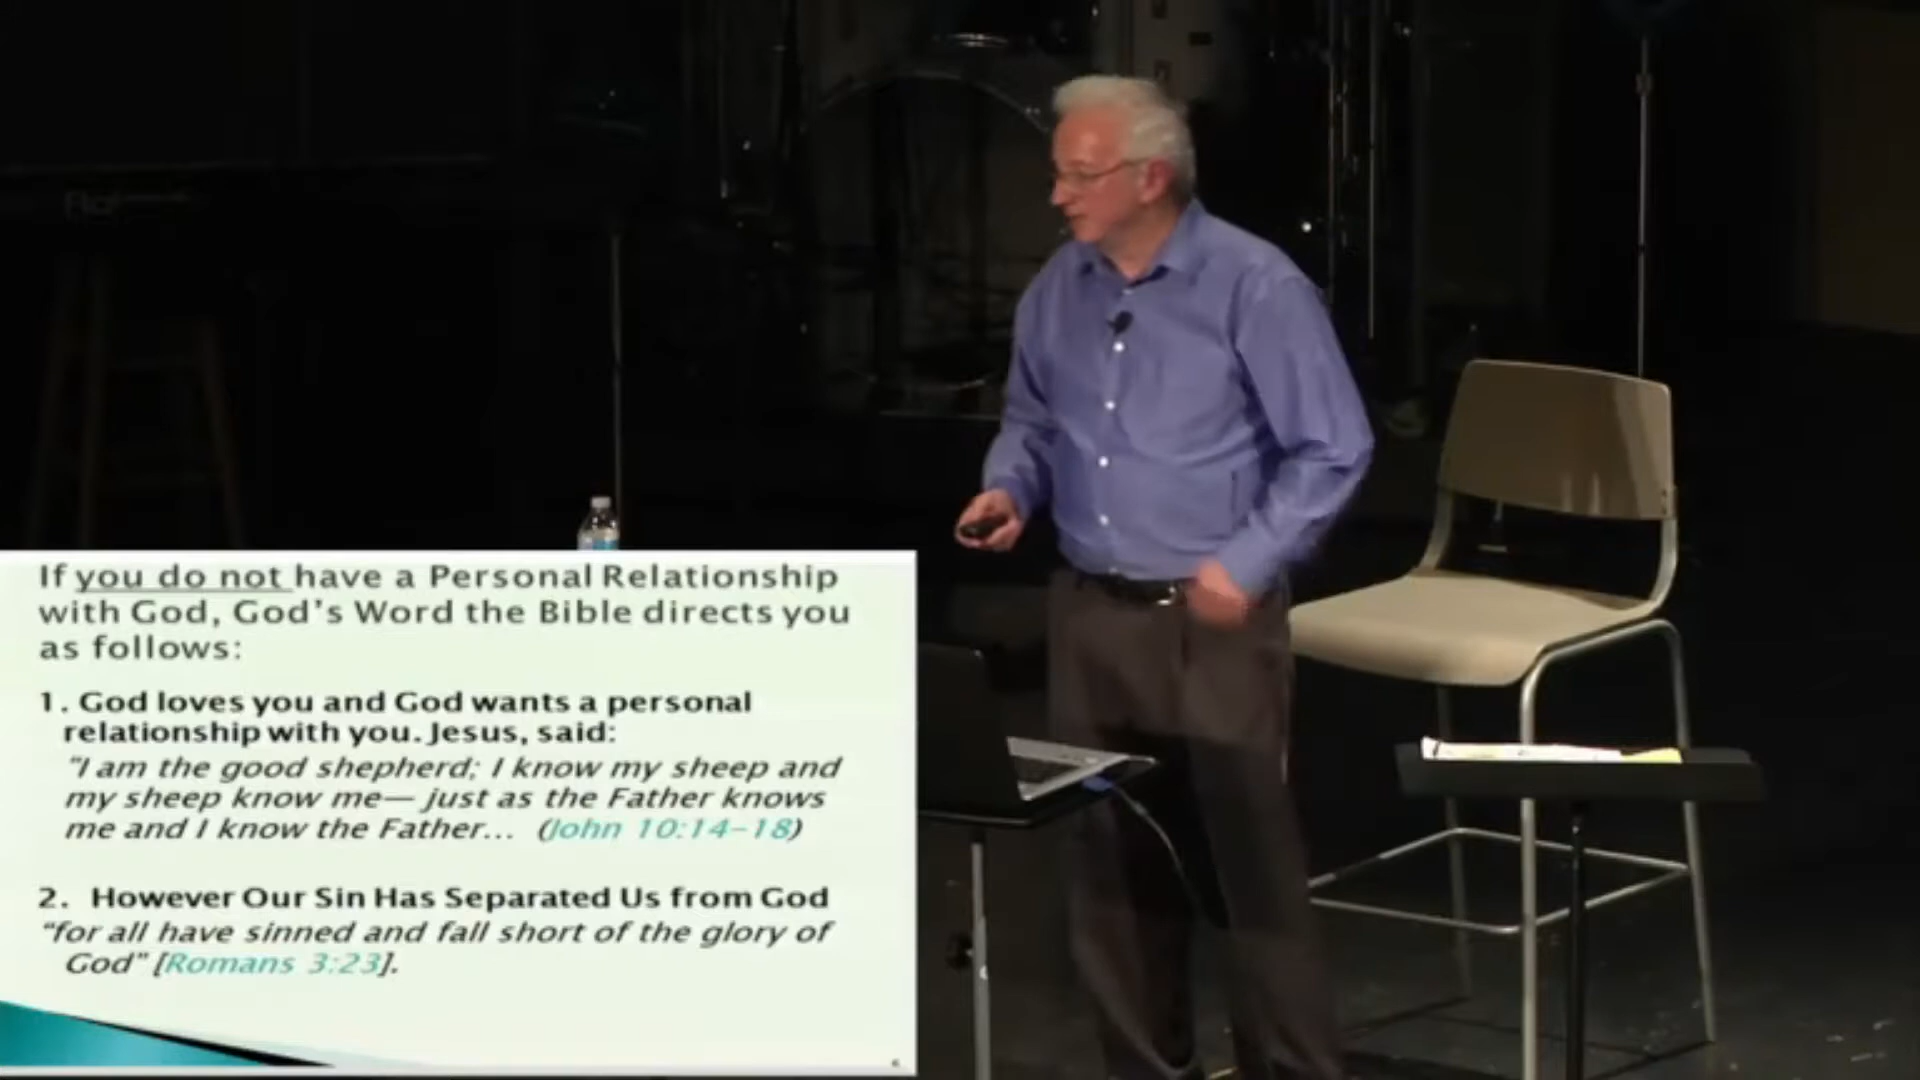 If you do not have a Personal Relationship
with God, God's Word the Bible directs you
as follows:
1. God loves you and God wants a personal
relationship with you. Jesus, said:
"I am the good shepherd; I know my sheep and
my sheep know me— just as the Father knows
me and I know the Father... (John 10:14-18)
2. However Our Sin Has Separated Us from God
"for all have sinned and fall short of the glory of
God" [Romans 3:23].